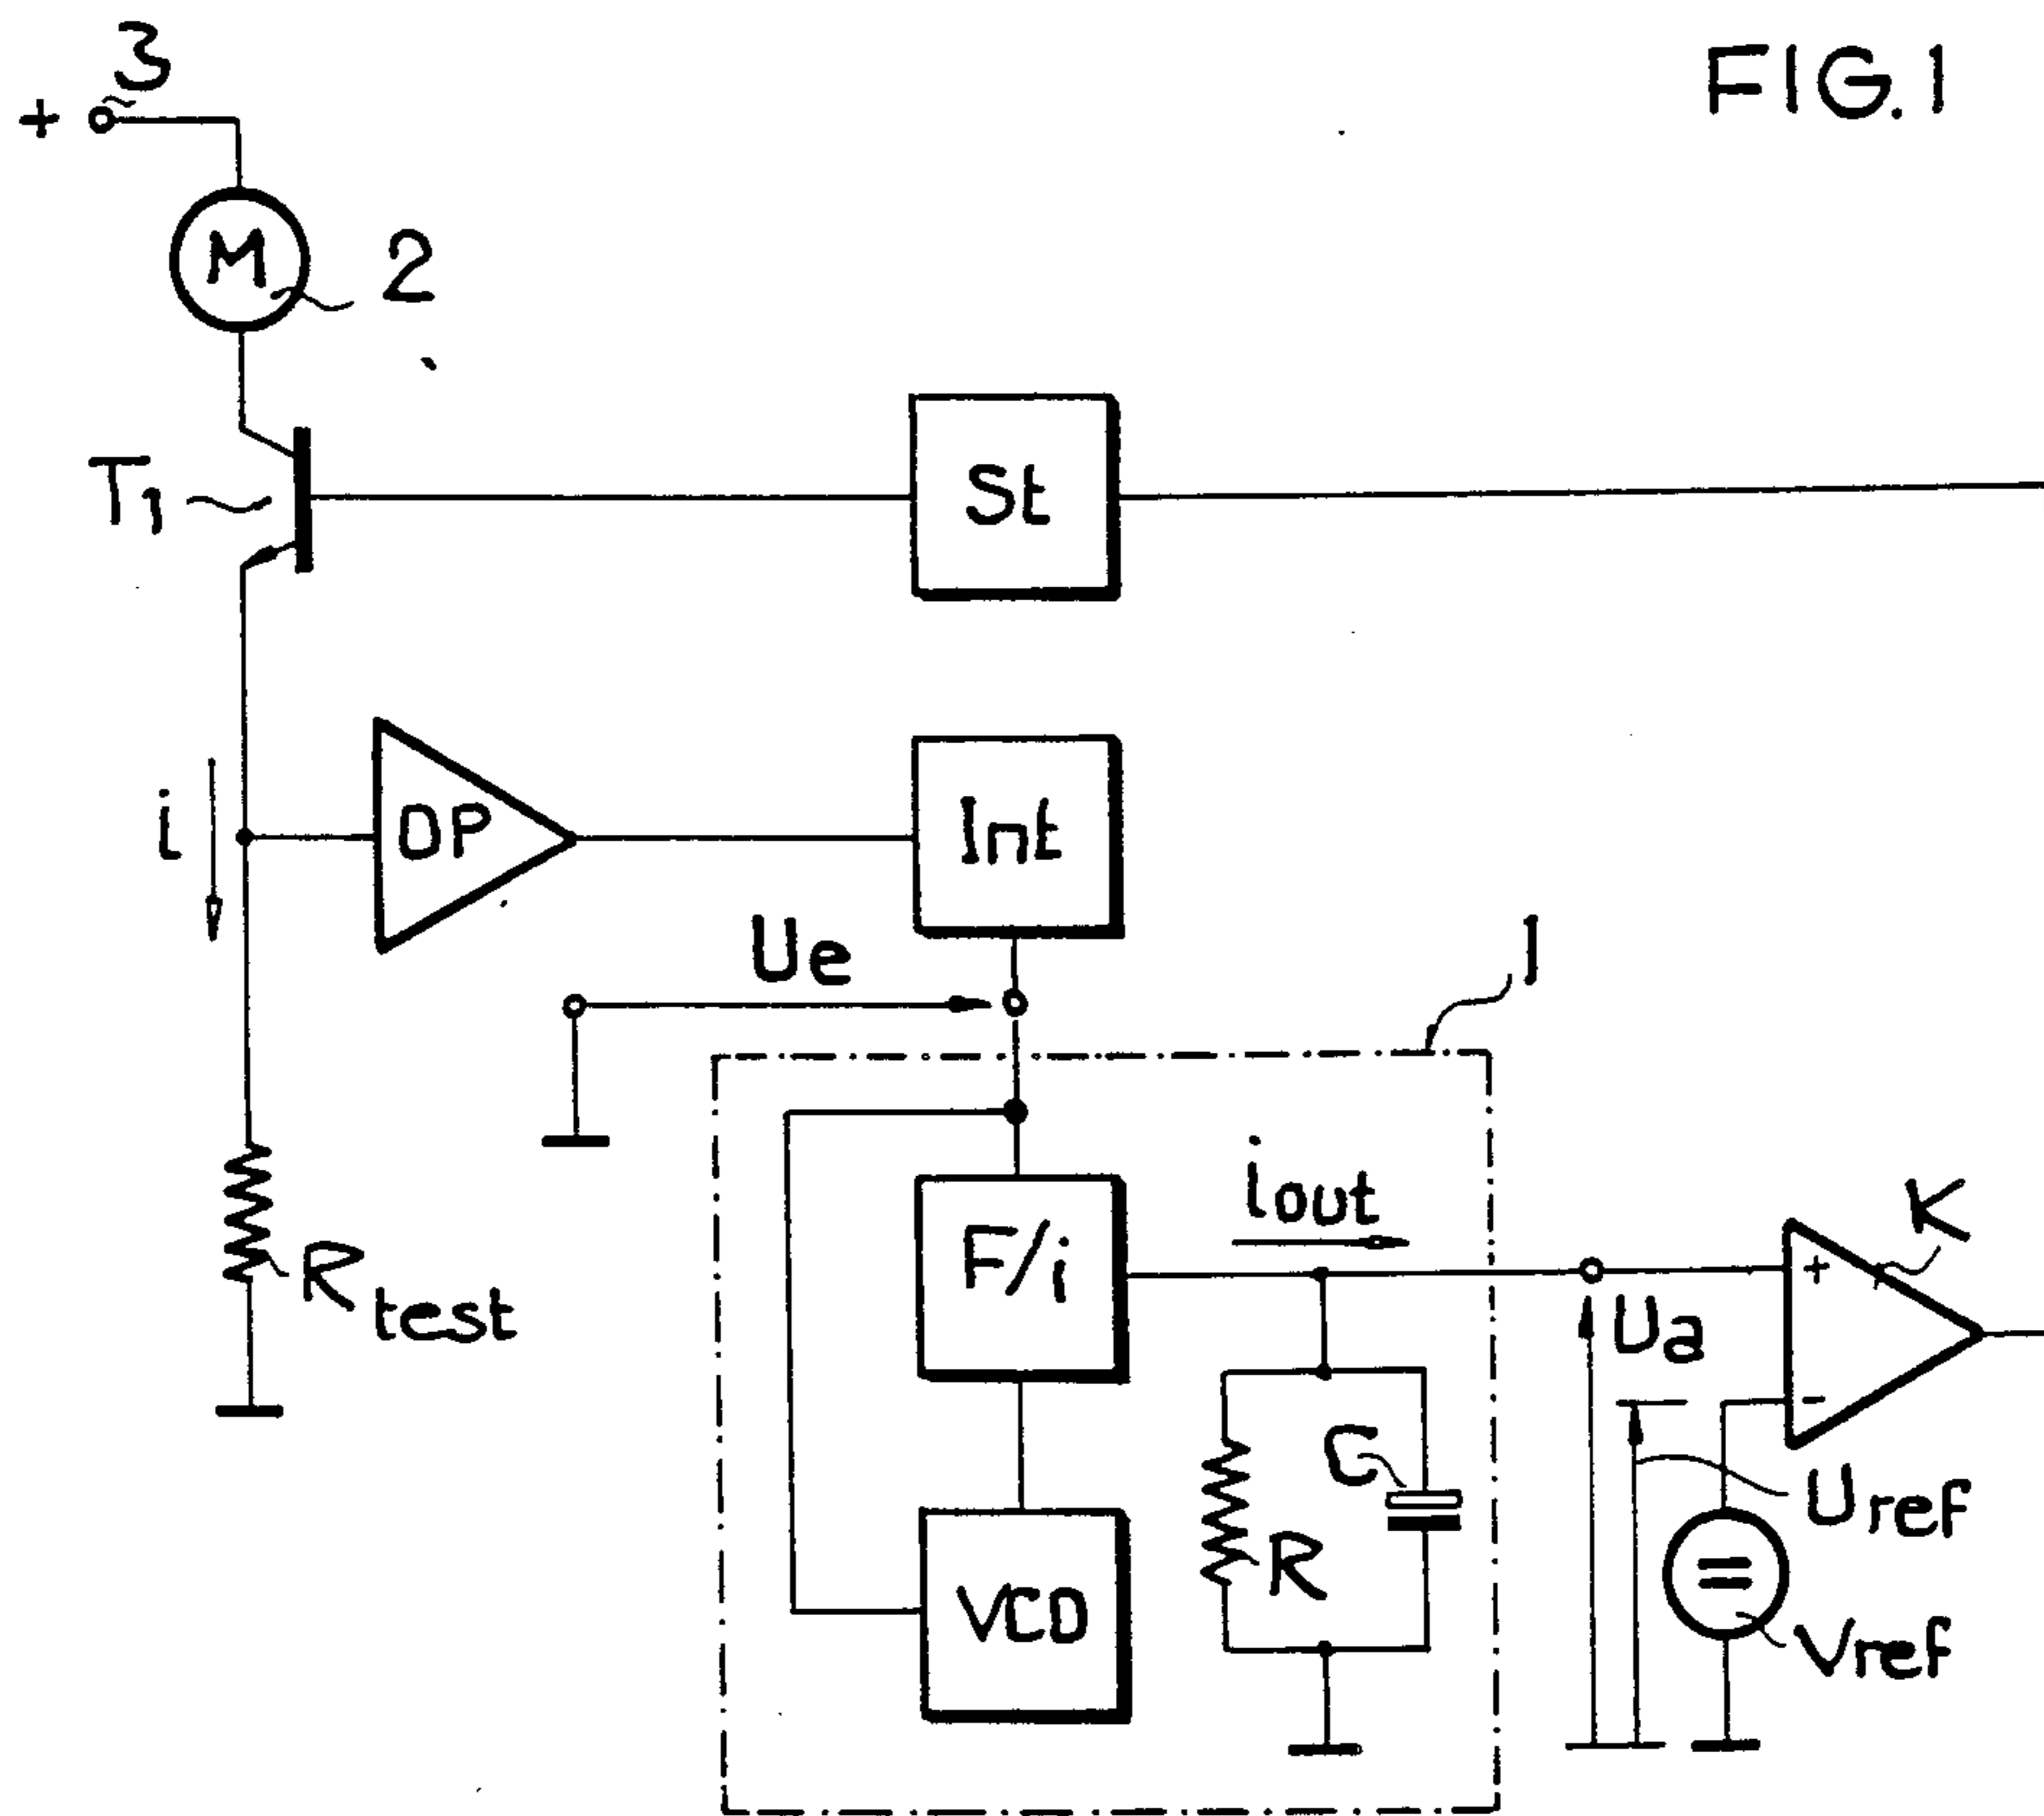 3
FIG.1
+
M
2
T1
St
i
OP
Int
Ue
1
iout
F/i
K
+
Rtest
Ua
-
C
Uref
R
=
VCO
Vref